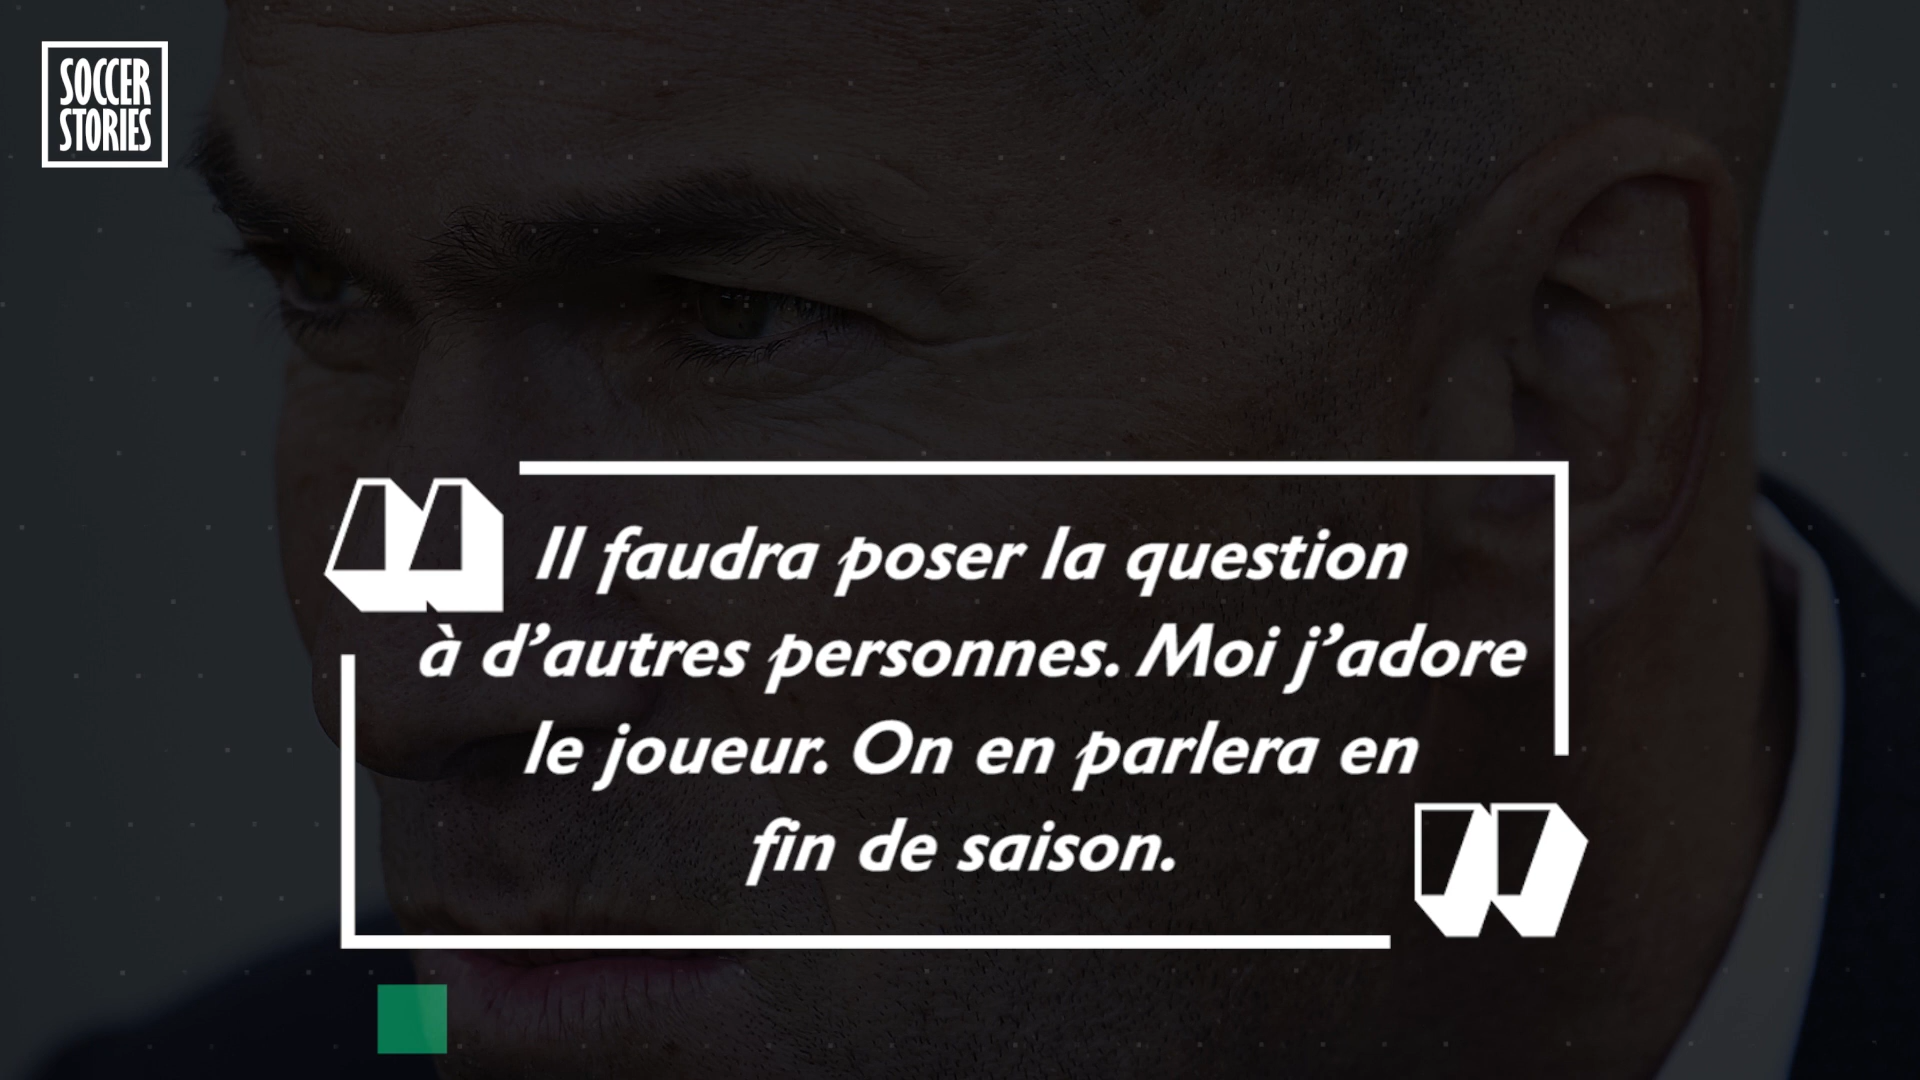 SOCCER
STORIES
Il faudra poser la question
à d’autres personnes. Moi j’adore
le joueur. On en parlera en
fin de saison.